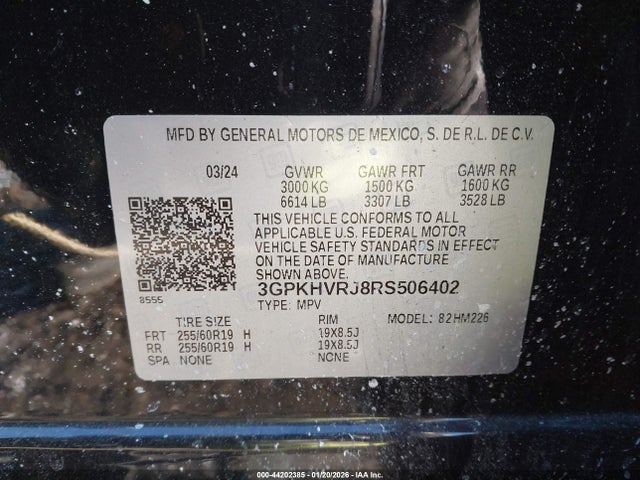 MFD BY GENERAL MOTORS DE MEXICO, S. DE R.L. DE C.V.
03/24 GVWR GAWR FRT GAWR RR
3000 KG 1500 KG 1600 KG
6614 LB 3307 LB 3528 LB
THIS VEHICLE CONFORMS TO ALL
APPLICABLE U.S. FEDERAL MOTOR
VEHICLE SAFETY STANDARDS IN EFFECT
ON THE DATE OF MANUFACTURE
SHOWN ABOVE.
8555
3GPKHVRJ8RS506402
TYPE: MPV
TIRE SIZE RIM MODEL: 82HM226
FRT 255/60R19 H 19X8.5J
RR 255/60R19 H 19X8.5J
SPA NONE NONE
000-44202385 - 01/20/2026 - IAA Inc.